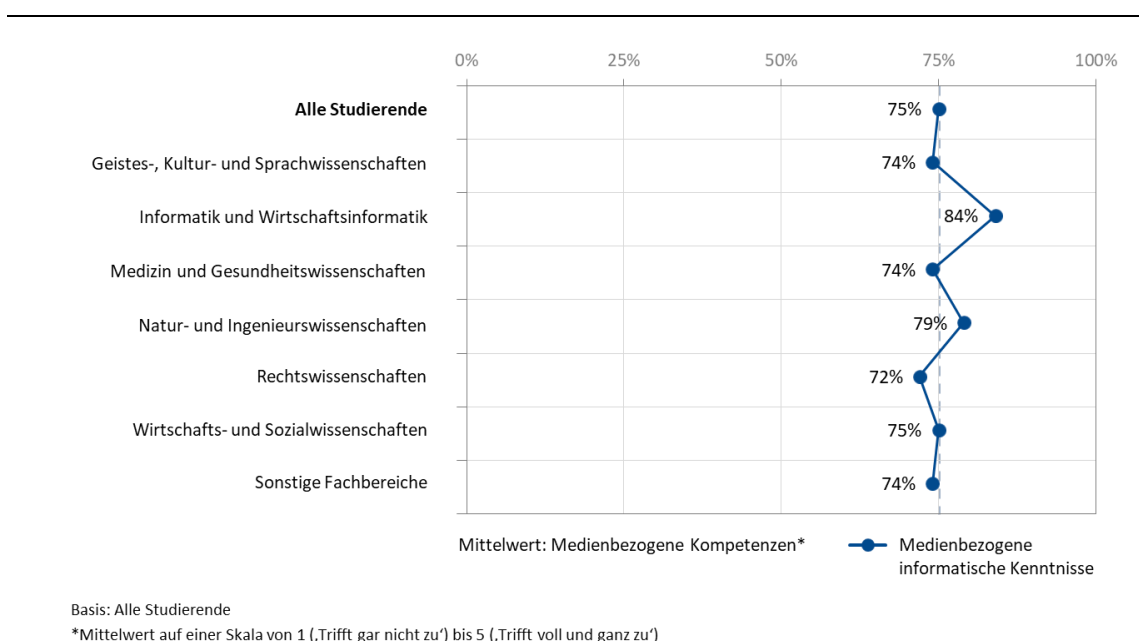 0% 25% 50% 75% 100%
Alle Studierende 75%
Geistes-, Kultur- und Sprachwissenschaften 74%
Informatik und Wirtschaftsinformatik 84%
Medizin und Gesundheitswissenschaften 74%
Natur- und Ingenieurswissenschaften 79%
Rechtswissenschaften 72%
Wirtschafts- und Sozialwissenschaften 75%
Sonstige Fachbereiche 74%
Mittelwert: Medienbezogene Kompetenzen* Medienbezogene
informatische Kenntnisse
Basis: Alle Studierende
*Mittelwert auf einer Skala von 1 (‚Trifft gar nicht zu‘) bis 5 (‚Trifft voll und ganz zu‘)